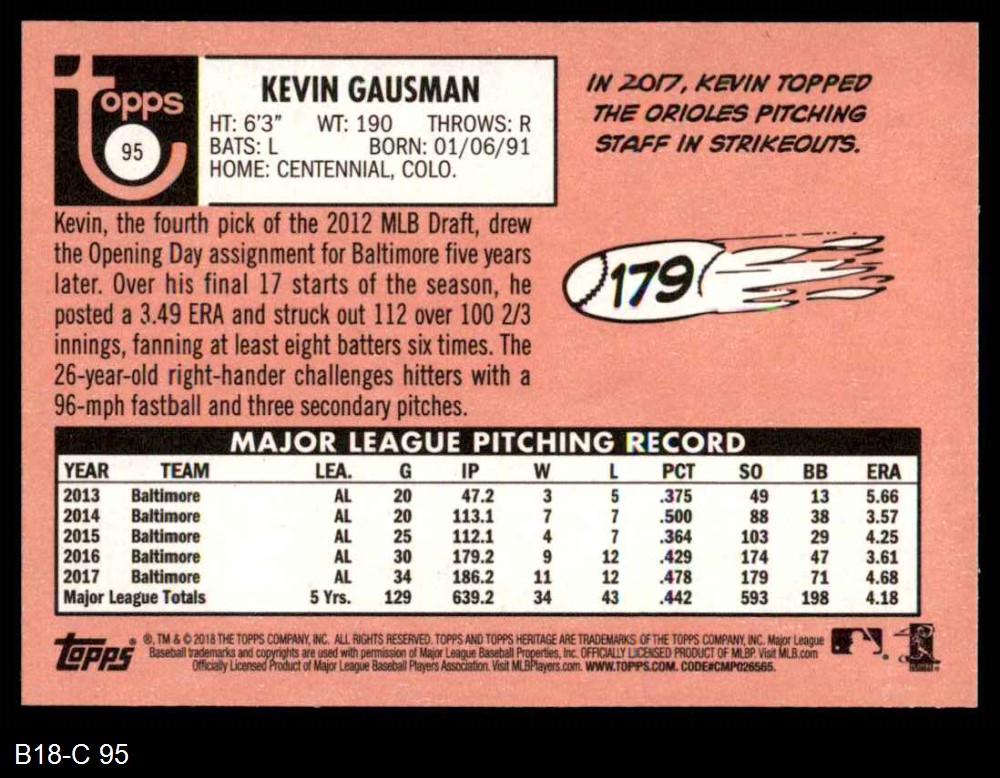 topps
95
KEVIN GAUSMAN
HT: 6'3" WT: 190 THROWS: R
BATS: L BORN: 01/06/91
HOME: CENTENNIAL, COLO.
IN 2017, KEVIN TOPPED
THE ORIOLES PITCHING
STAFF IN STRIKEOUTS.
179
Kevin, the fourth pick of the 2012 MLB Draft, drew
the Opening Day assignment for Baltimore five years
later. Over his final 17 starts of the season, he
posted a 3.49 ERA and struck out 112 over 100 2/3
innings, fanning at least eight batters six times. The
26-year-old right-hander challenges hitters with a
96-mph fastball and three secondary pitches.
MAJOR LEAGUE PITCHING RECORD
YEAR TEAM LEA. G IP W L PCT SO BB ERA
2013 Baltimore AL 20 47.2 3 5 .375 49 13 5.66
2014 Baltimore AL 20 113.1 7 7 .500 88 38 3.57
2015 Baltimore AL 25 112.1 4 7 .364 103 29 4.25
2016 Baltimore AL 30 179.2 9 12 .429 174 47 3.61
2017 Baltimore AL 34 186.2 11 12 .478 179 71 4.68
Major League Totals 5 Yrs. 129 639.2 34 43 .442 593 198 4.18
topps
®, TM & © 2018 THE TOPPS COMPANY, INC. ALL RIGHTS RESERVED. TOPPS AND TOPPS HERITAGE ARE TRADEMARKS OF THE TOPPS COMPANY, INC. Major League
Baseball trademarks and copyrights are used with permission of Major League Baseball Properties, Inc. OFFICIALLY LICENSED PRODUCT OF MLBP. Visit MLB.com
Officially Licensed Product of Major League Baseball Players Association. Visit MLBPlayers.com. WWW.TOPPS.COM. CODE#CMP026565.
B18-C 95